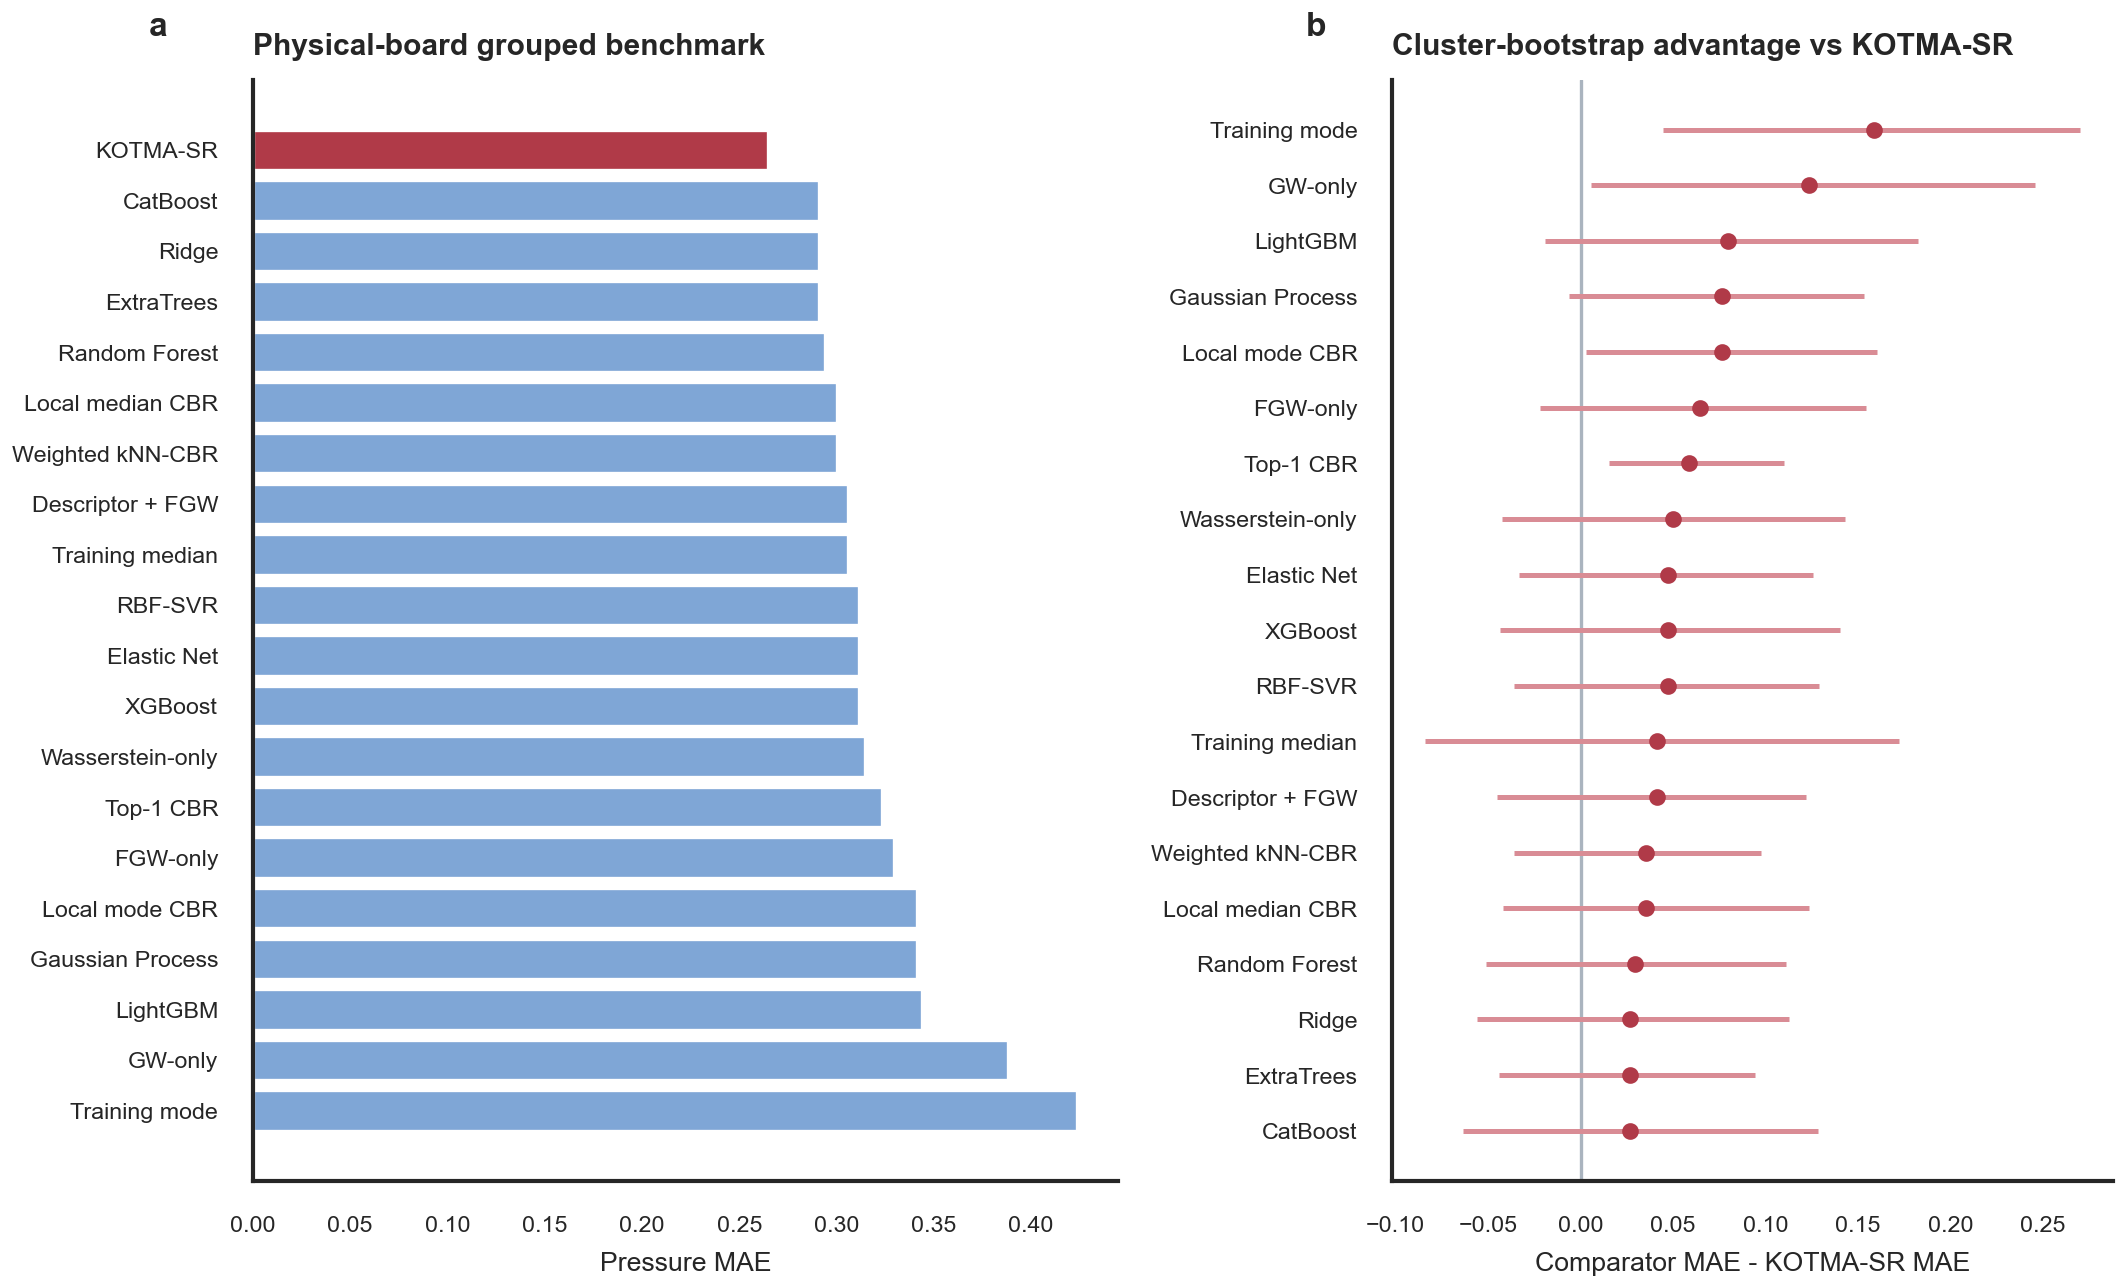 a
Physical-board grouped benchmark
KOTMA-SR
CatBoost
Ridge
ExtraTrees
Random Forest
Local median CBR
Weighted kNN-CBR
Descriptor + FGW
Training median
RBF-SVR
Elastic Net
XGBoost
Wasserstein-only
Top-1 CBR
FGW-only
Local mode CBR
Gaussian Process
LightGBM
GW-only
Training mode
0.00 0.05 0.10 0.15 0.20 0.25 0.30 0.35 0.40
Pressure MAE
b
Cluster-bootstrap advantage vs KOTMA-SR
Training mode
GW-only
LightGBM
Gaussian Process
Local mode CBR
FGW-only
Top-1 CBR
Wasserstein-only
Elastic Net
XGBoost
RBF-SVR
Training median
Descriptor + FGW
Weighted kNN-CBR
Local median CBR
Random Forest
Ridge
ExtraTrees
CatBoost
−0.10 −0.05 0.00 0.05 0.10 0.15 0.20 0.25
Comparator MAE - KOTMA-SR MAE